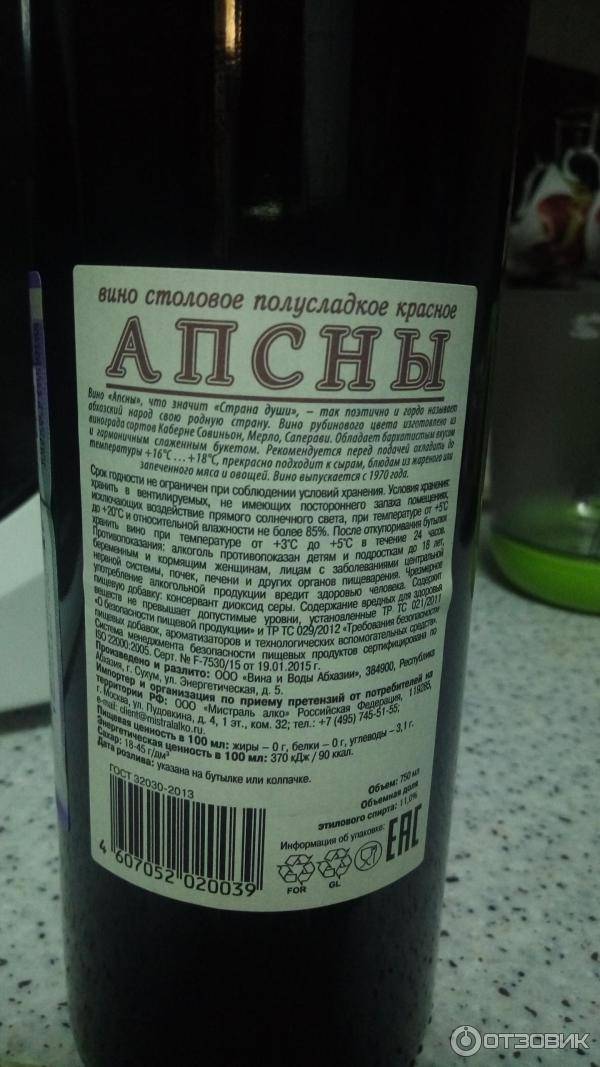 вино столовое полусладкое красное
АПСНЫ
Вино «Апсны», что значит «Страна души», – так поэтично и гордо называет
абхазский народ свою родную страну. Вино рубинового цвета изготовлено из
винограда сортов Каберне Совиньон, Мерло, Саперави. Обладает бархатистым вкусом
и гармоничным слаженным букетом. Рекомендуется перед подачей охладить до
температуры +16°С ... +18°С, прекрасно подходит к сырам, блюдам из жареного или
запеченного мяса и овощей. Вино выпускается с 1970 года.
Срок годности не ограничен при соблюдении условий хранения. Условия хранения:
хранить в вентилируемых, не имеющих постороннего запаха помещениях,
исключающих воздействие прямого солнечного света, при температуре от +5°С
до +20°С и относительной влажности не более 85%. После откупоривания бутылки
хранить вино при температуре от +3°С до +5°С в течение 24 часов.
Противопоказания: алкоголь противопоказан детям и подросткам до 18 лет,
беременным и кормящим женщинам, лицам с заболеваниями центральной
нервной системы, почек, печени и других органов пищеварения. Чрезмерное
употребление алкогольной продукции вредит здоровью человека. Содержит
пищевую добавку: консервант диоксид серы. Содержание вредных для здоровья
веществ не превышает допустимые уровни, установленные ТР ТС 021/2011
«О безопасности пищевой продукции» и ТР ТС 029/2012 «Требования безопасности
пищевых добавок, ароматизаторов и технологических вспомогательных средств».
Система менеджмента безопасности пищевых продуктов сертифицирована по
ISO 22000:2005. Серт. № F-7530/15 от 19.01.2015 г.
Произведено и разлито: ООО «Вина и Воды Абхазии», 384900, Республика
Абхазия, г. Сухум, ул. Энергетическая, д. 5.
Импортер и организация по приему претензий от потребителей на
территории РФ: ООО «Мистраль алко» Российская Федерация, 119285,
г. Москва, ул. Пудовкина, д. 4, 1 эт., ком. 32; тел.: +7 (495) 745-51-55;
e-mail: client@mistralalko.ru.
Пищевая ценность в 100 мл: жиры – 0 г, белки – 0 г, углеводы – 3,1 г.
Энергетическая ценность в 100 мл: 370 кДж / 90 ккал.
Сахар: 18-45 г/дм³
Дата розлива: указана на бутылке или колпачке.
ГОСТ 32030-2013
Объем: 750 мл
Объемная доля
этилового спирта: 11,0%
Информация об упаковке:
EAC
FOR
GL
4 607052 020039
ОТЗОВИК